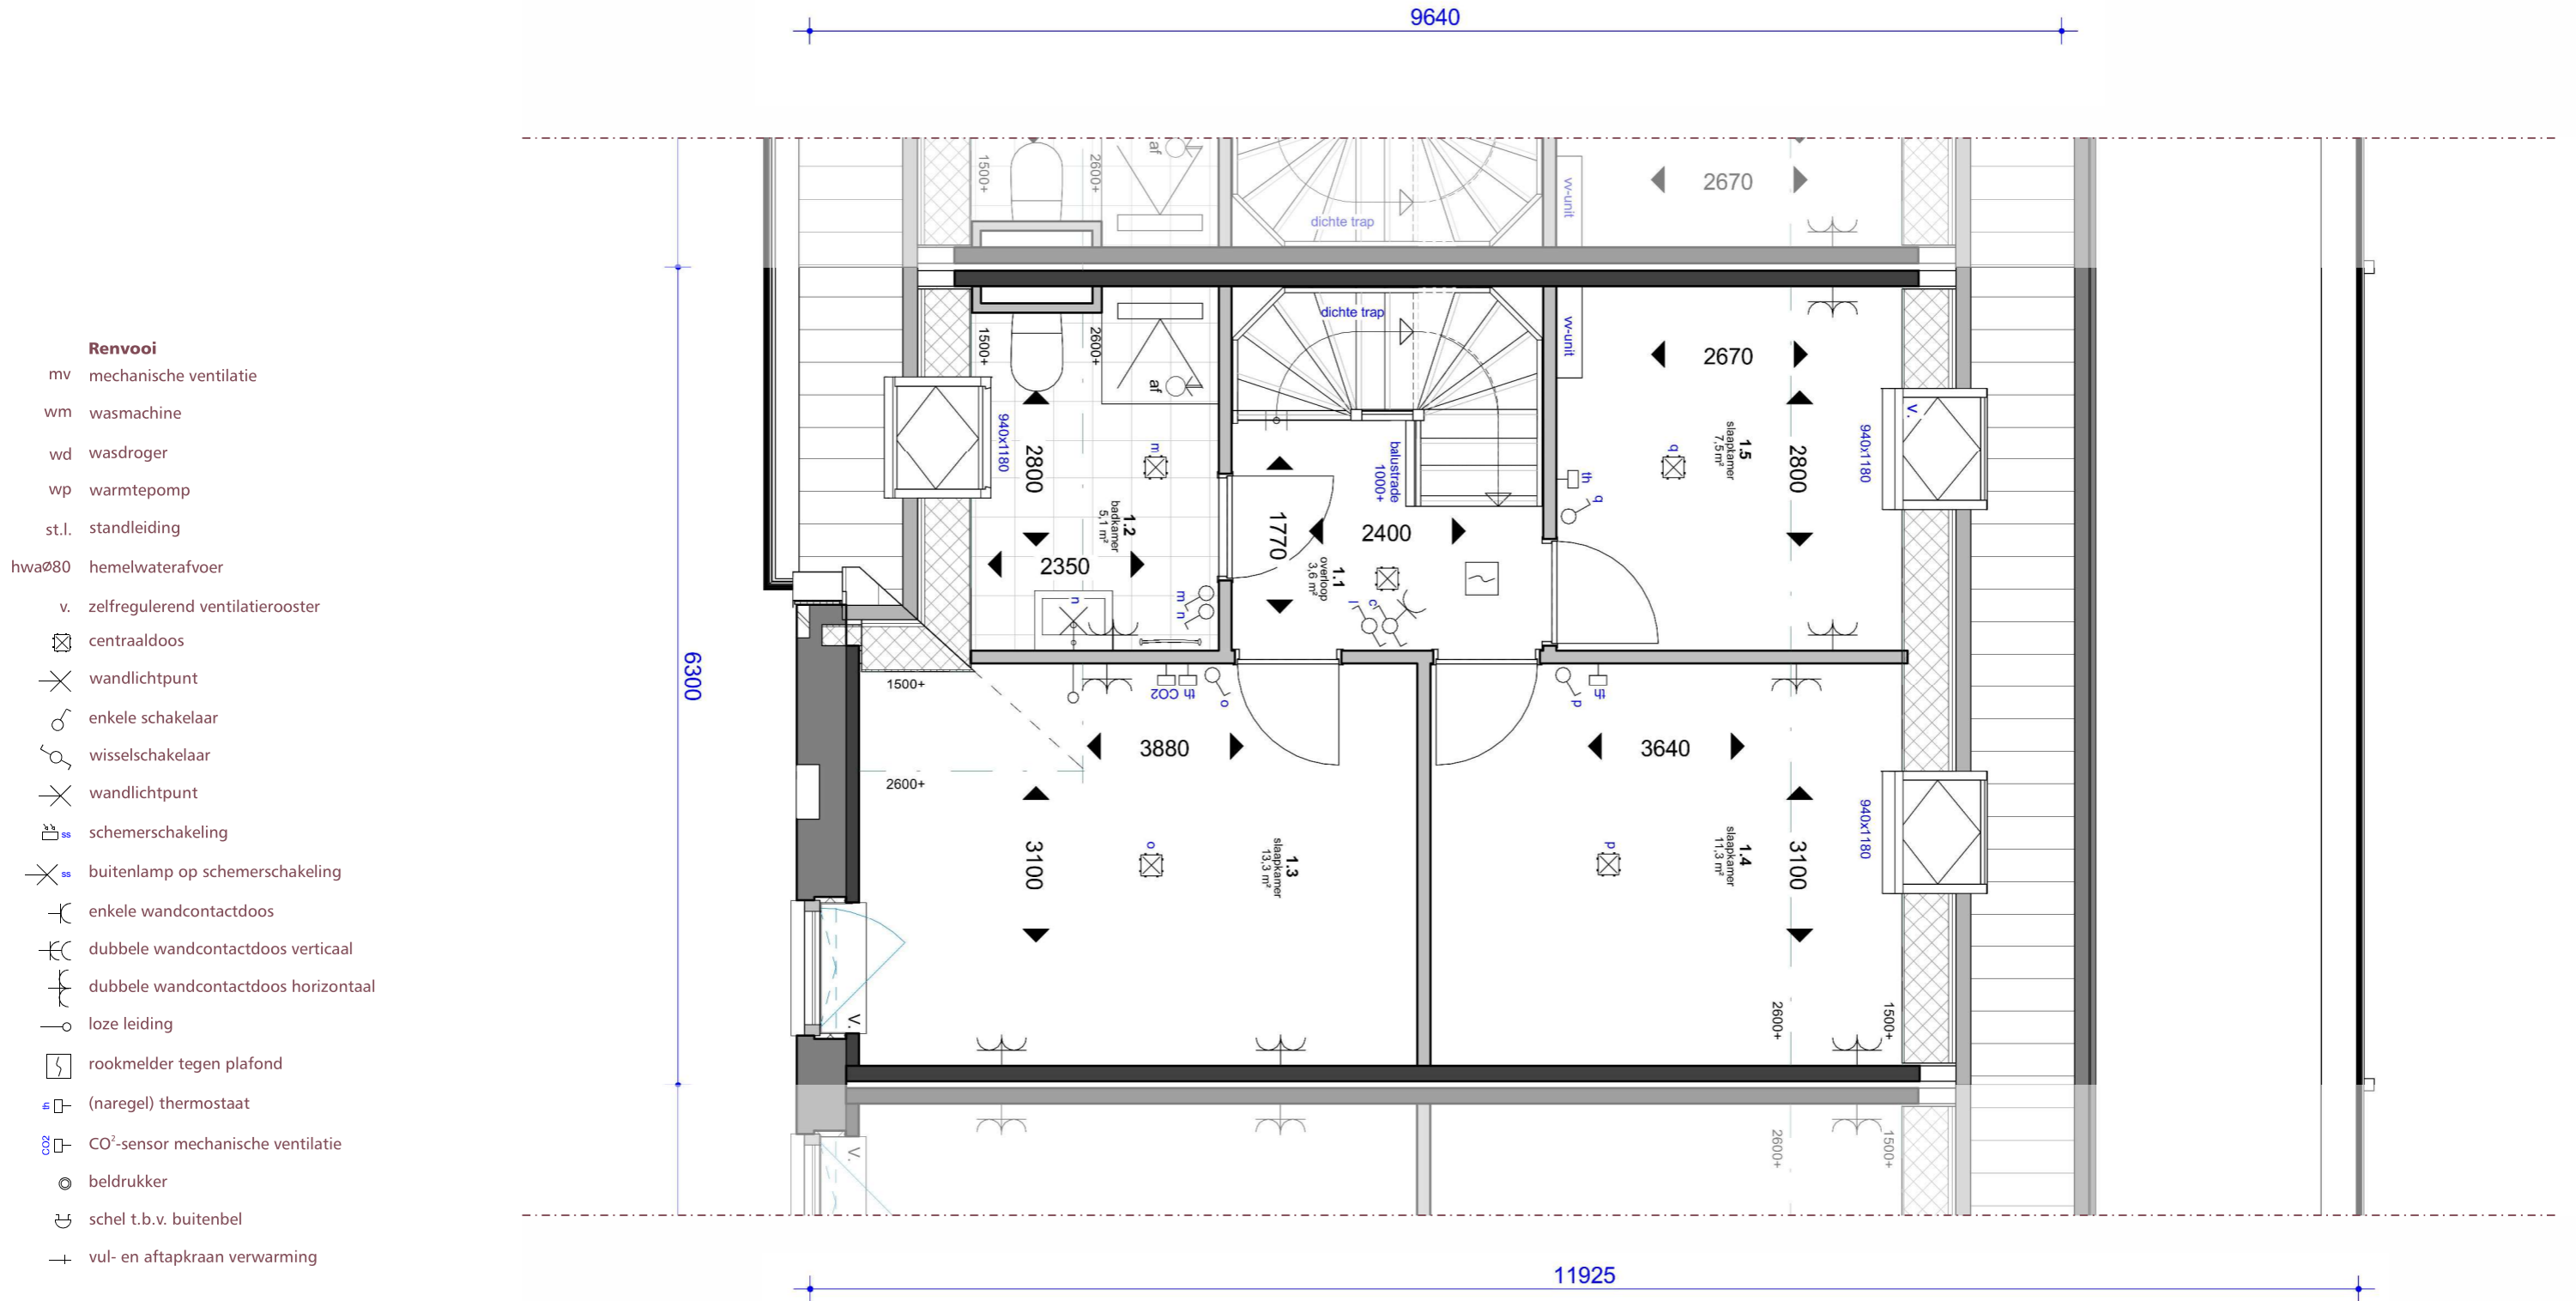 9640
Renvooi
mv mechanische ventilatie
wm wasmachine
wd wasdroger
wp warmtepomp
st.l. standleiding
hwaø80 hemelwaterafvoer
v. zelfregulerend ventilatierooster
centraaldoos
wandlichtpunt
enkele schakelaar
wisselschakelaar
wandlichtpunt
ss schemerschakeling
ss buitenlamp op schemerschakeling
enkele wandcontactdoos
dubbele wandcontactdoos verticaal
dubbele wandcontactdoos horizontaal
loze leiding
rookmelder tegen plafond
th (naregel) thermostaat
CO2 CO²-sensor mechanische ventilatie
beldrukker
schel t.b.v. buitenbel
vul- en aftapkraan verwarming
1500+
2600+
af
dichte trap
vv-unit
2670
1500+
2600+
af
dichte trap
vv-unit
2670
940x1180
2800
m
1.2
badkamer
5,1 m²
2350
n
m
n
balustrade
1000+
1770
2400
1.1
overloop
3,6 m²
l
c
th
q
q
1.5
slaapkamer
7,5 m²
2800
940x1180
v.
6300
1500+
2600+
CO2
th
o
3880
3100
o
1.3
slaapkamer
13,3 m²
v.
p
th
3640
p
1.4
slaapkamer
11,3 m²
3100
940x1180
2600+
1500+
v.
2600+
1500+
11925